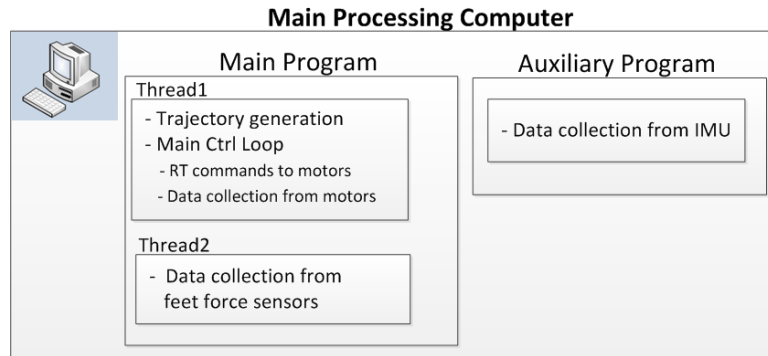 Main Processing Computer
Main Program
Thread1
- Trajectory generation
- Main Ctrl Loop
- RT commands to motors
- Data collection from motors
Thread2
- Data collection from
feet force sensors
Auxiliary Program
- Data collection from IMU